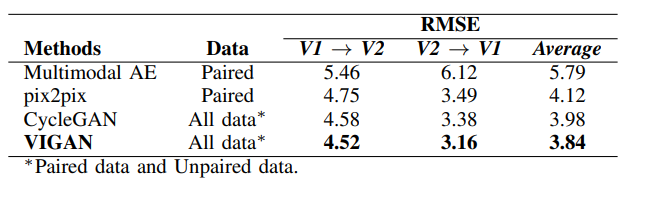 RMSE
Methods Data V1 → V2 V2 → V1 Average
Multimodal AE Paired 5.46 6.12 5.79
pix2pix Paired 4.75 3.49 4.12
CycleGAN All data* 4.58 3.38 3.98
VIGAN All data* 4.52 3.16 3.84
*Paired data and Unpaired data.